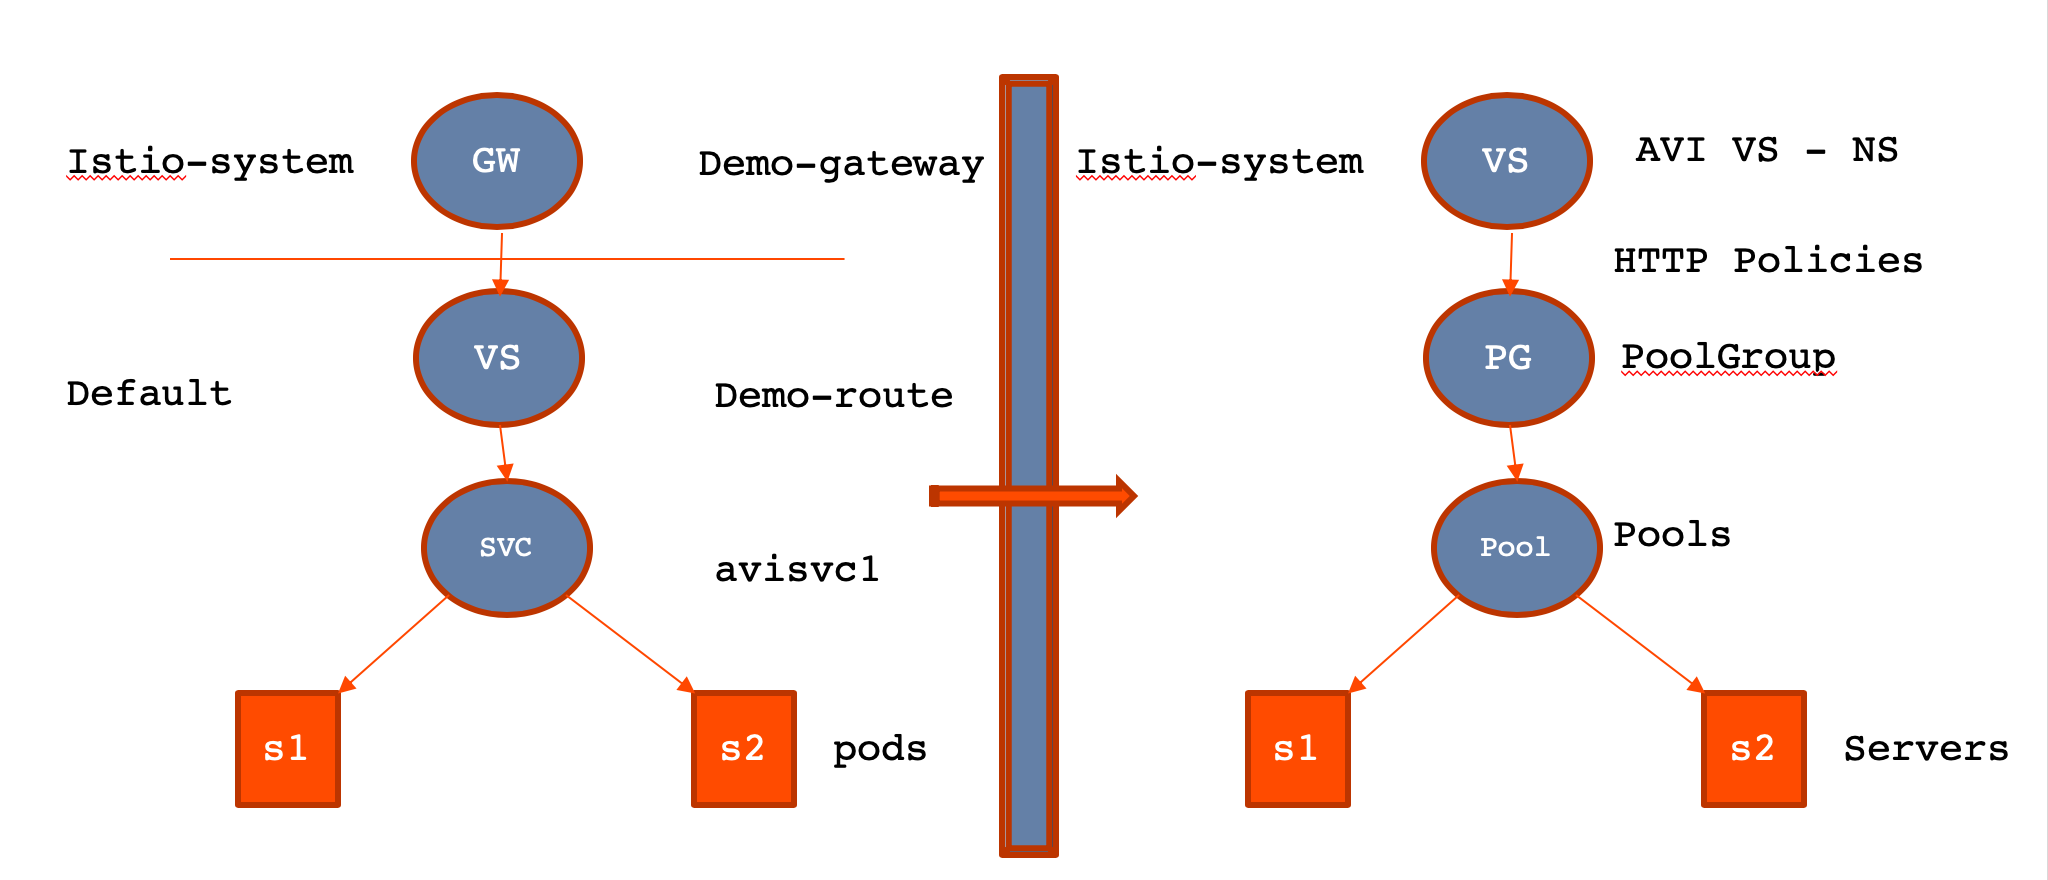 Istio-system
GW
Demo-gateway
Default
VS
Demo-route
SVC
avisvc1
s1
s2
pods
Istio-system
VS
AVI VS - NS
HTTP Policies
PG
PoolGroup
Pool
Pools
s1
s2
Servers